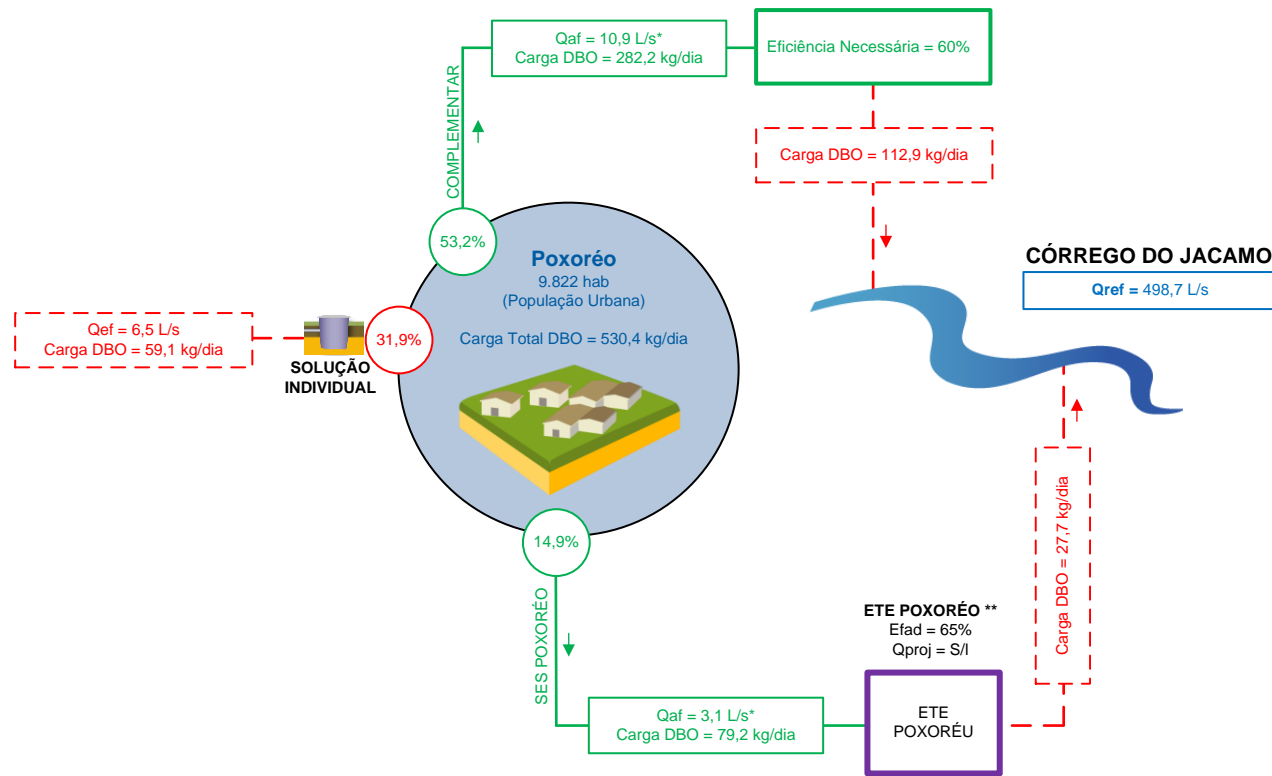 Qaf = 10,9 L/s*
Carga DBO = 282,2 kg/dia
Eficiência Necessária = 60%
COMPLEMENTAR
Carga DBO = 112,9 kg/dia
53,2%
Poxoréo
9.822 hab
(População Urbana)
Carga Total DBO = 530,4 kg/dia
CÓRREGO DO JACAMO
Qref = 498,7 L/s
Qef = 6,5 L/s
Carga DBO = 59,1 kg/dia
SOLUÇÃO
INDIVIDUAL
31,9%
14,9%
SES POXORÉO
Qaf = 3,1 L/s*
Carga DBO = 79,2 kg/dia
ETE POXORÉO **
Efad = 65%
Qproj = S/I
ETE
POXORÉU
Carga DBO = 27,7 kg/dia